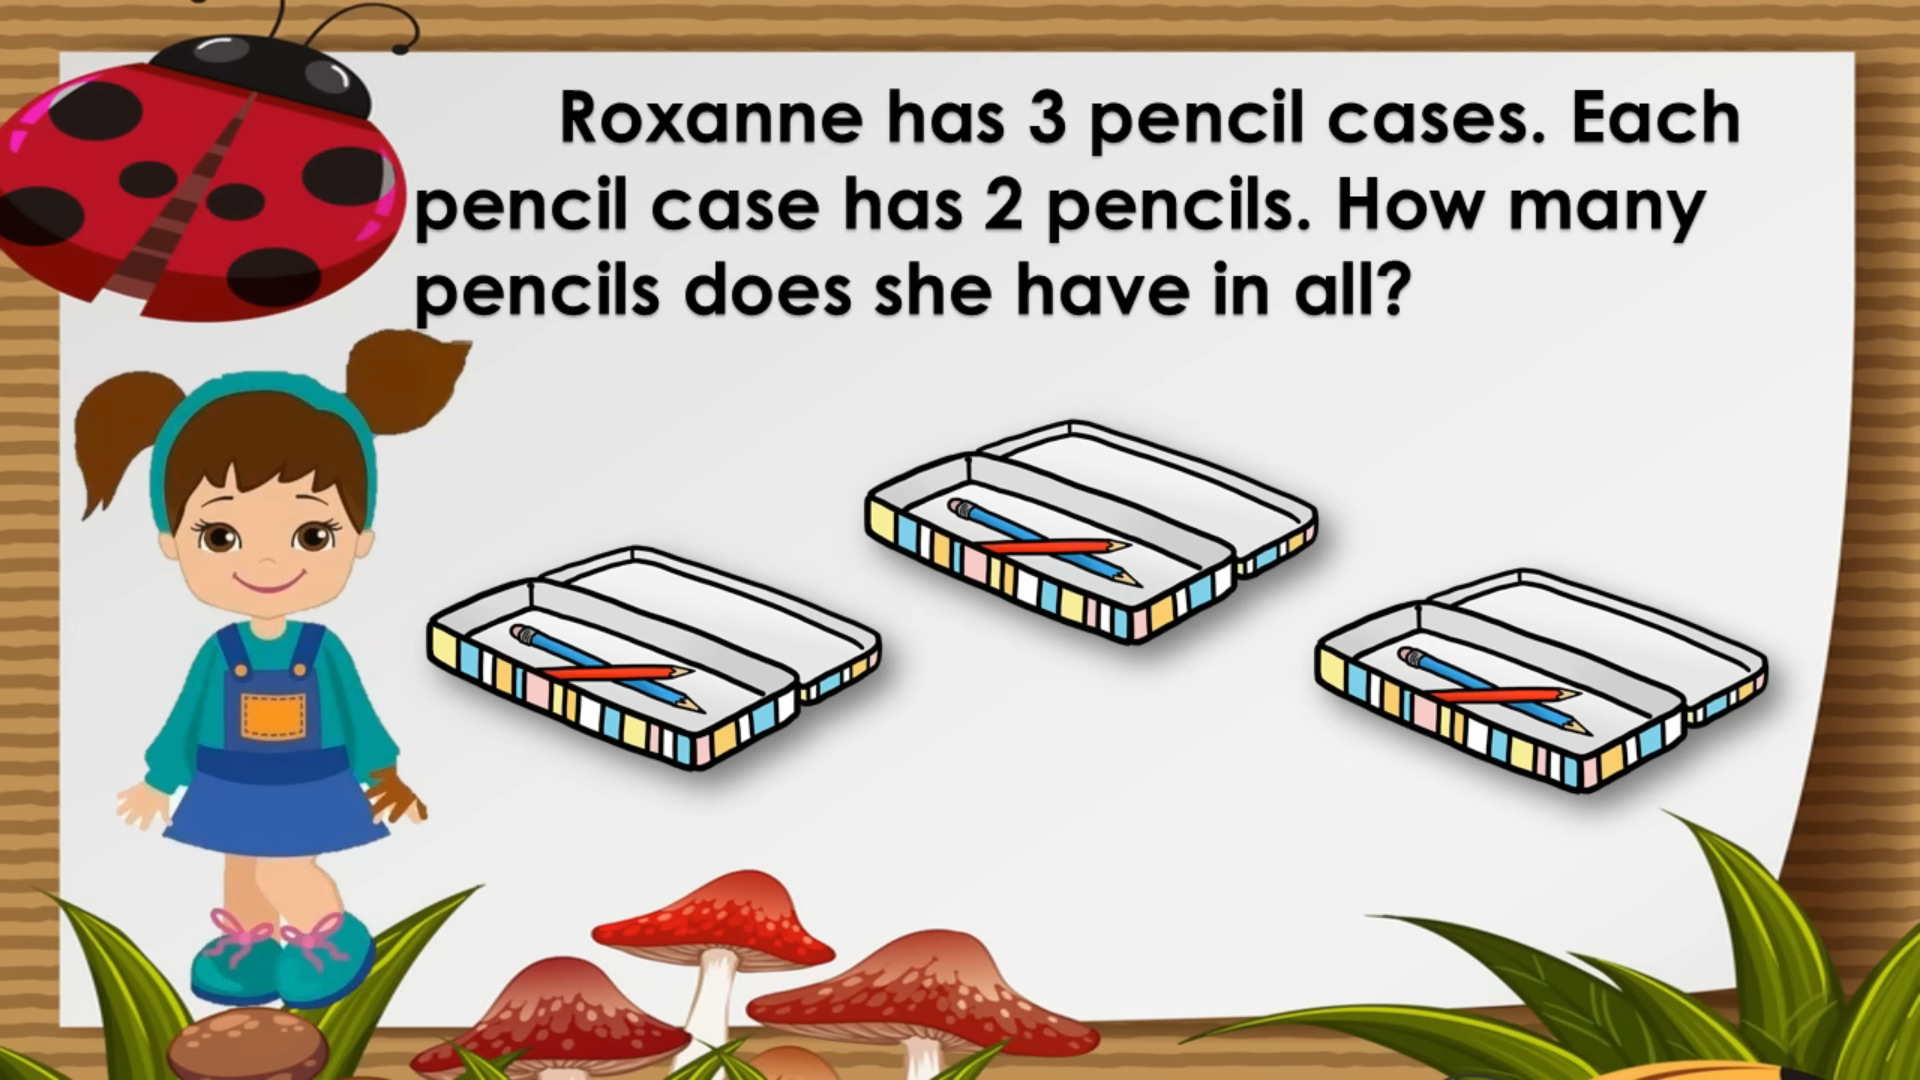 Roxanne has 3 pencil cases. Each
pencil case has 2 pencils. How many
pencils does she have in all?